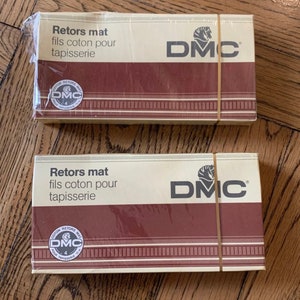 Retors mat
fils coton pour
tapisserie
DMC
DMC
Retors mat
fils coton pour
tapisserie
DMC
DMC